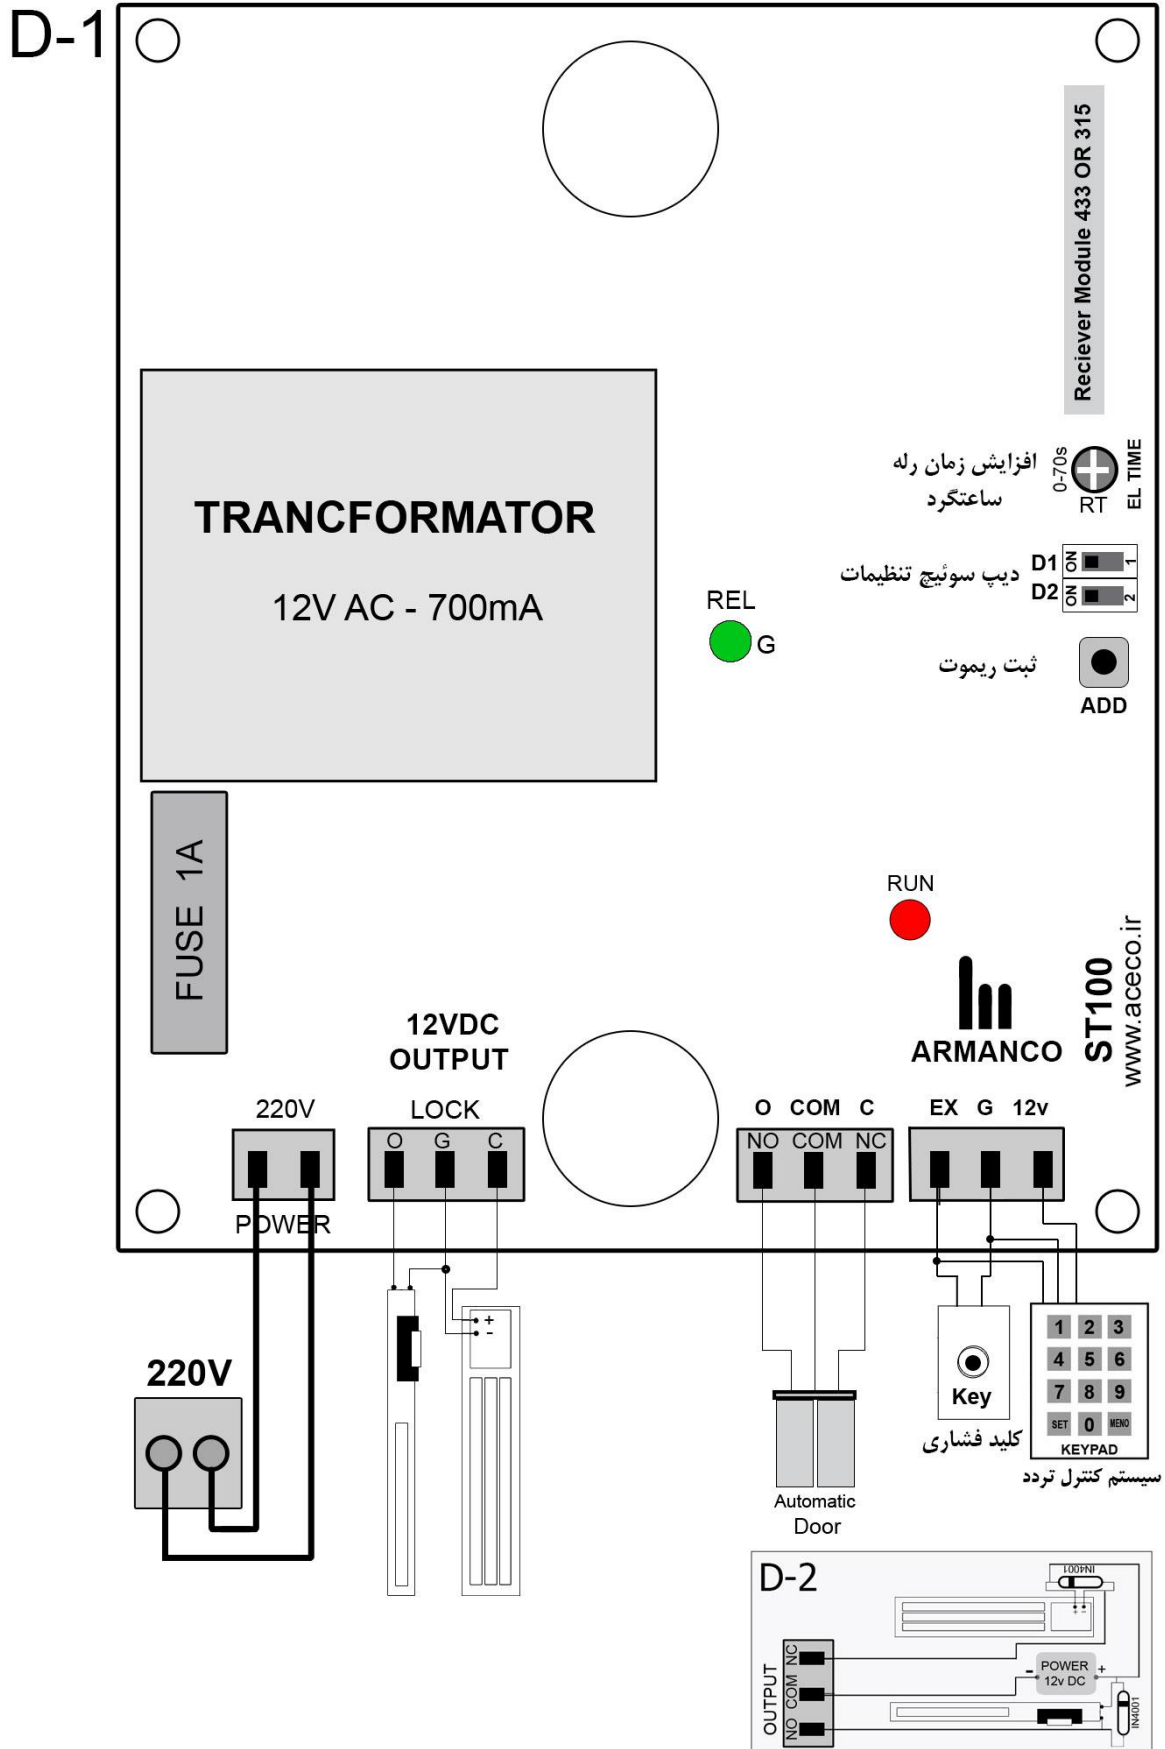 D-1
Reciever Module 433 OR 315
افزایش زمان رله
ساعتگرد
0-70s
RT
EL TIME
TRANCFORMATOR
12V AC - 700mA
دیپ سوئیچ تنظیمات
D1
ON
1
D2
ON
2
REL
G
ثبت ریموت
ADD
FUSE 1A
RUN
ARMANCO
ST100
www.aceco.ir
12VDC
OUTPUT
220V
LOCK
O G C
POWER
O COM C
NO COM NC
EX G 12v
+
-
220V
Key
کلید فشاری
1 2 3
4 5 6
7 8 9
SET 0 MENO
KEYPAD
سیستم کنترل تردد
Automatic
Door
D-2
IN4001
+ -
OUTPUT
NC
COM
NO
- POWER +
12v DC
IN4001